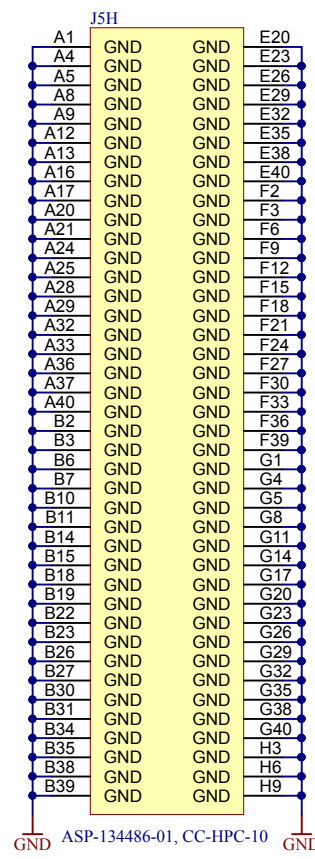 J5H
A1 GND GND E20
A4 GND GND E23
A5 GND GND E26
A8 GND GND E29
A9 GND GND E32
A12 GND GND E35
A13 GND GND E38
A16 GND GND E40
A17 GND GND F2
A20 GND GND F3
A21 GND GND F6
A24 GND GND F9
A25 GND GND F12
A28 GND GND F15
A29 GND GND F18
A32 GND GND F21
A33 GND GND F24
A36 GND GND F27
A37 GND GND F30
A40 GND GND F33
B2 GND GND F36
B3 GND GND F39
B6 GND GND G1
B7 GND GND G4
B10 GND GND G5
B11 GND GND G8
B14 GND GND G11
B15 GND GND G14
B18 GND GND G17
B19 GND GND G20
B22 GND GND G23
B23 GND GND G26
B26 GND GND G29
B27 GND GND G32
B30 GND GND G35
B31 GND GND G38
B34 GND GND G40
B35 GND GND H3
B38 GND GND H6
B39 GND GND H9
GND ASP-134486-01, CC-HPC-10 GND